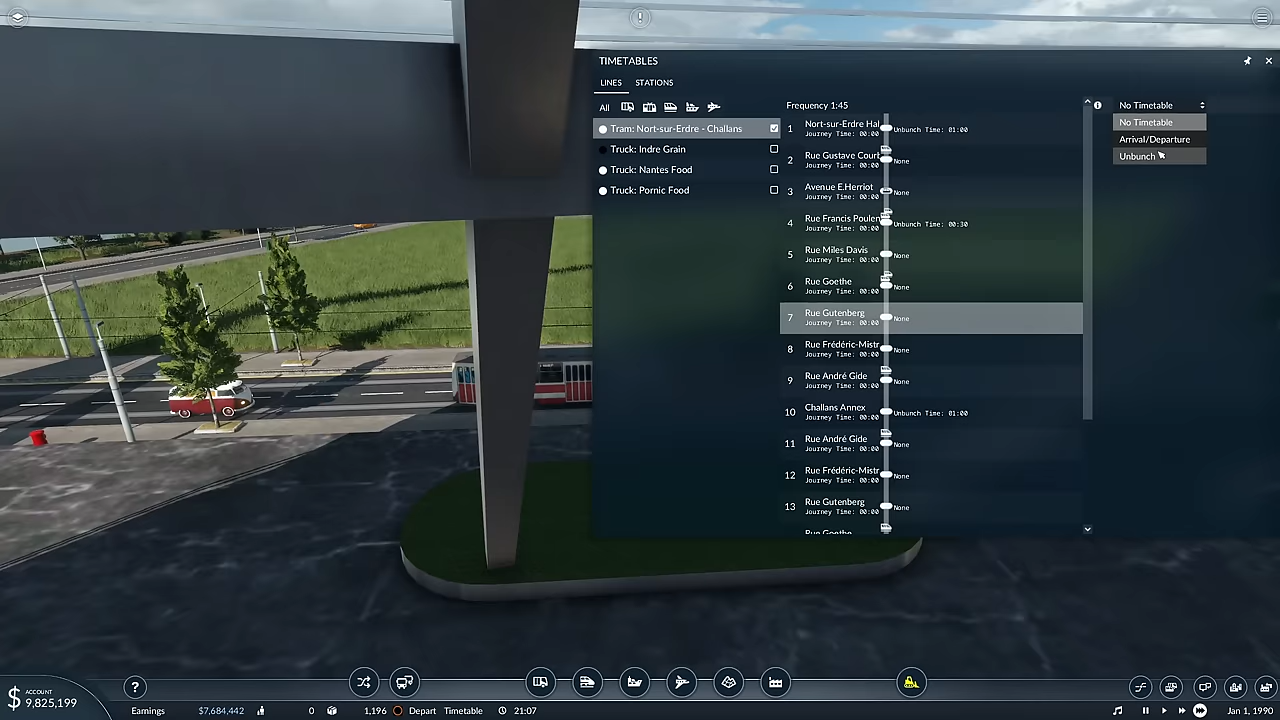 TIMETABLES
LINES STATIONS
All
Tram: Nort-sur-Erdre - Challans
Truck: Indre Grain
Truck: Nantes Food
Truck: Pornic Food
Frequency 1:45
1 Nort-sur-Erdre Hal
Journey Time: 00:00 Unbunch Time: 01:00
2 Rue Gustave Court
Journey Time: 00:00 None
3 Avenue E.Herriot
Journey Time: 00:00 None
4 Rue Francis Poulen
Journey Time: 00:00 Unbunch Time: 00:30
5 Rue Miles Davis
Journey Time: 00:00 None
6 Rue Goethe
Journey Time: 00:00 None
7 Rue Gutenberg
Journey Time: 00:00 None
8 Rue Frédéric-Mistr
Journey Time: 00:00 None
9 Rue André Gide
Journey Time: 00:00 None
10 Challans Annex
Journey Time: 00:00 Unbunch Time: 01:00
11 Rue André Gide
Journey Time: 00:00 None
12 Rue Frédéric-Mistr
Journey Time: 00:00 None
13 Rue Gutenberg
Journey Time: 00:00 None
Rue Goethe
No Timetable
No Timetable
Arrival/Departure
Unbunch
$ ACCOUNT
9,825,199
?
Earnings $7,684,442 0 1,196 Depart Timetable 21:07
Jan 1, 1990